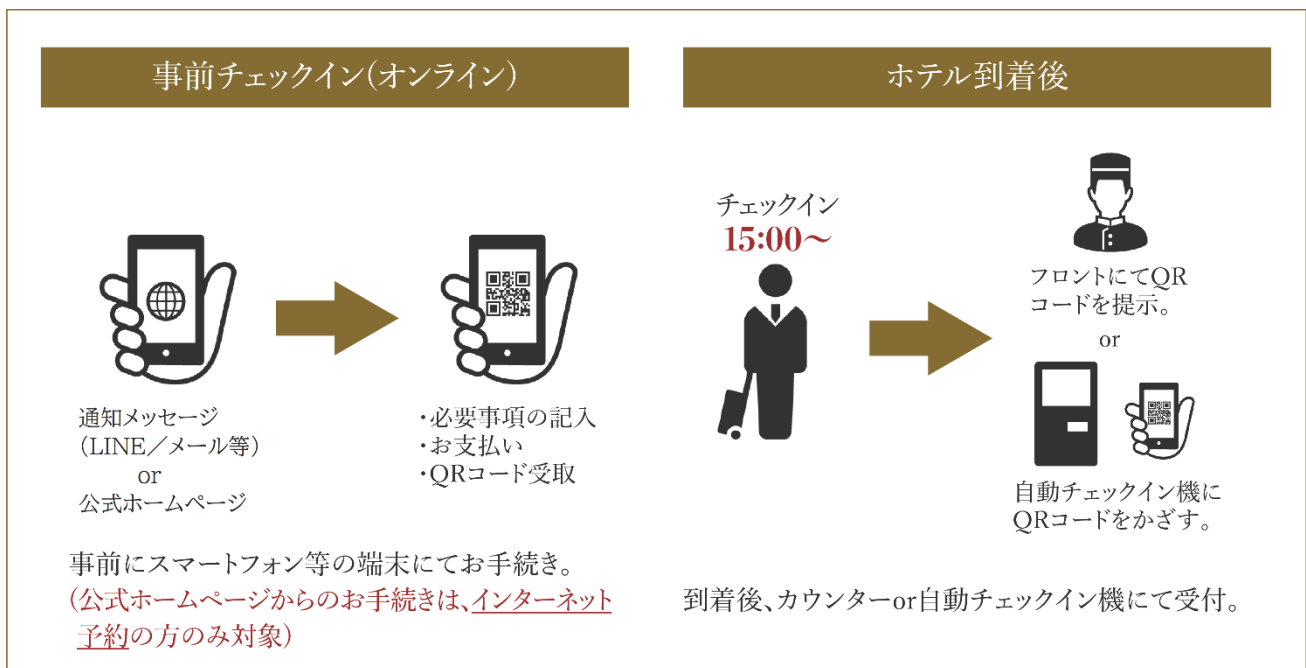 事前チェックイン(オンライン)
通知メッセージ
(LINE/メール等)
or
公式ホームページ
・必要事項の記入
・お支払い
・QRコード受取
事前にスマートフォン等の端末にてお手続き。
(公式ホームページからのお手続きは、インターネット
予約の方のみ対象)
ホテル到着後
チェックイン
15:00〜
フロントにてQR
コードを提示。
or
自動チェックイン機に
QRコードをかざす。
到着後、カウンターor自動チェックイン機にて受付。